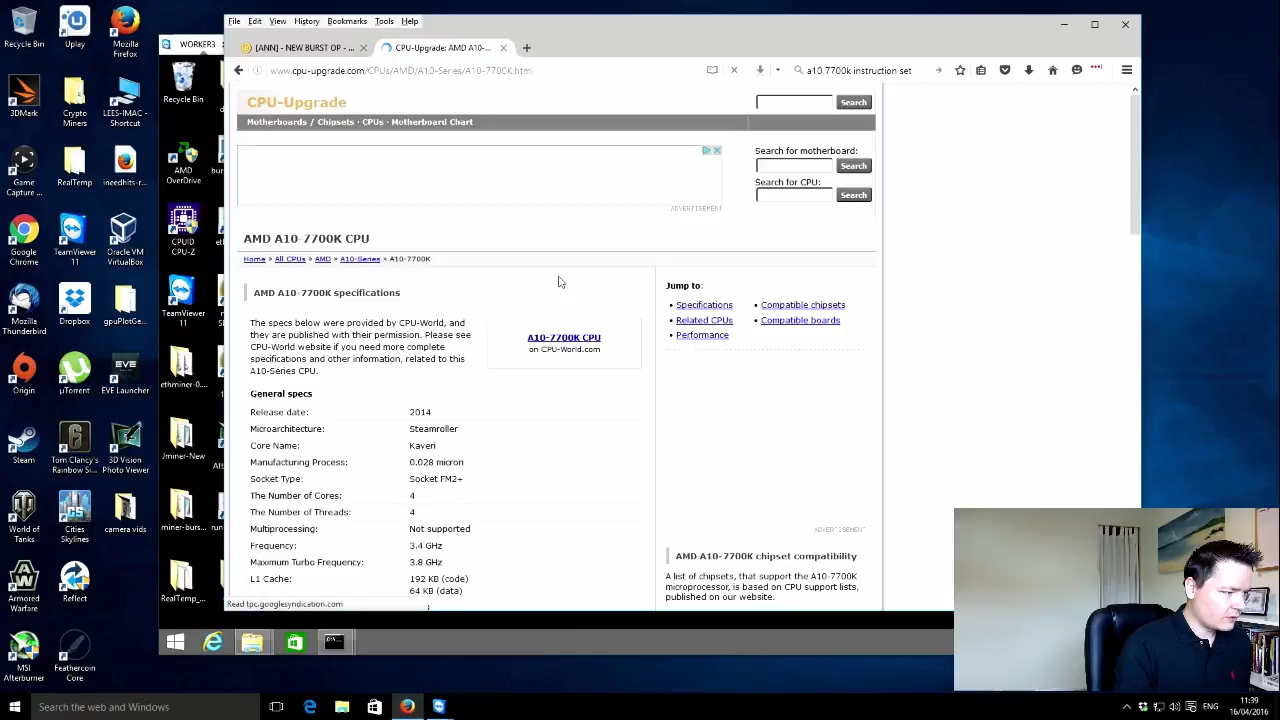 File Edit View History Bookmarks Tools Help
WORKER3
[ANN] - NEW BURST OP - ...
CPU-Upgrade: AMD A10-...
www.cpu-upgrade.com/CPUs/AMD/A10-Series/A10-7700K.html
a10 7700k instruction set
CPU-Upgrade
Search
Motherboards / Chipsets · CPUs · Motherboard Chart
ADVERTISEMENT
Search for motherboard:
Search
Search for CPU:
Search
AMD A10-7700K CPU
Home » All CPUs » AMD » A10-Series » A10-7700K
AMD A10-7700K specifications
The specs below were provided by CPU-World, and
they are published with their permission. Please see
CPU-World website if you need more complete
specifications and other information, related to this
A10-Series CPU.
A10-7700K CPU
on CPU-World.com
General specs
Release date: 2014
Microarchitecture: Steamroller
Core Name: Kaveri
Manufacturing Process: 0.028 micron
Socket Type: Socket FM2+
The Number of Cores: 4
The Number of Threads: 4
Multiprocessing: Not supported
Frequency: 3.4 GHz
Maximum Turbo Frequency: 3.8 GHz
L1 Cache: 192 KB (code)
64 KB (data)
Read tpc.googlesyndication.com
Jump to:
• Specifications • Compatible chipsets
• Related CPUs • Compatible boards
• Performance
ADVERTISEMENT
AMD A10-7700K chipset compatibility
A list of chipsets, that support the A10-7700K
microprocessor, is based on CPU support lists,
published on our website.
Recycle Bin
Uplay
Mozilla
Firefox
3DMark
Crypto
Miners
LEES-IMAC -
Shortcut
Game
Capture ...
RealTemp
ineedhits-r...
Google
Chrome
TeamViewer
11
Oracle VM
VirtualBox
Mozilla
Thunderbird
Dropbox
gpuPlotGe...
Origin
µTorrent
EVE Launcher
Steam
Tom Clancy's
Rainbow Si...
3D Vision
Photo Viewer
World of
Tanks
Cities
Skylines
camera vids
Armored
Warfare
Reflect
MSI
Afterburner
Feathercoin
Core
Recycle Bin
AMD
OverDrive
CPUID
CPU-Z
TeamViewer
11
ethminer-0....
Jminer-New
miner-burs...
RealTemp_...
Search the web and Windows
ENG
11:39
16/04/2016